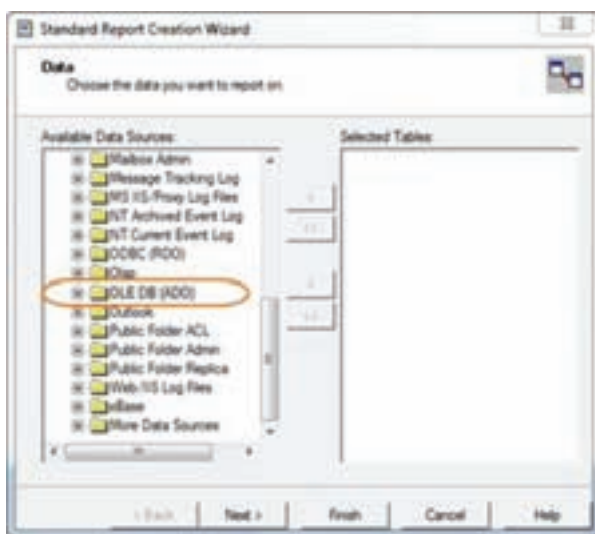 Standard Report Creation Wizard
Data
Choose the data you want to report on.
Available Data Sources:
Selected Tables:
Mailbox Admin
Message Tracking Log
MS IIS/Proxy Log Files
NT Archived Event Log
NT Current Event Log
ODBC (RDO)
Olap
OLE DB (ADO)
Outlook
Public Folder ACL
Public Folder Admin
Public Folder Replica
Web/IIS Log Files
xBase
More Data Sources
>
>>
<
<<
< Back
Next >
Finish
Cancel
Help